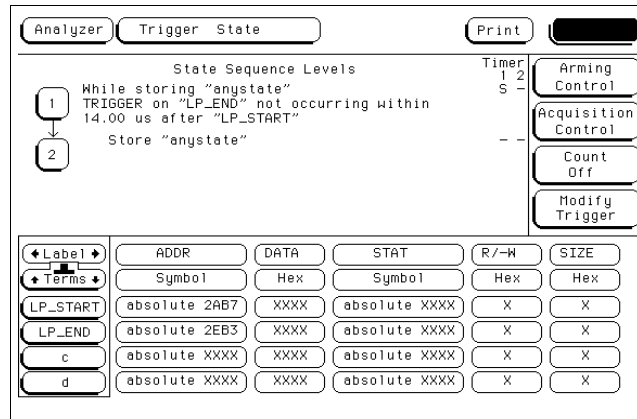 Analyzer Trigger State Print
State Sequence Levels
Timer
1 2
While storing "anystate" S -
1 TRIGGER on "LP_END" not occurring within
14.00 us after "LP_START"
2 Store "anystate" - -
Arming
Control
Acquisition
Control
Count
Off
Modify
Trigger
Label ADDR DATA STAT R/-W SIZE
Terms Symbol Hex Symbol Hex Hex
LP_START absolute 2AB7 XXXX absolute XXXX X X
LP_END absolute 2EB3 XXXX absolute XXXX X X
c absolute XXXX XXXX absolute XXXX X X
d absolute XXXX XXXX absolute XXXX X X